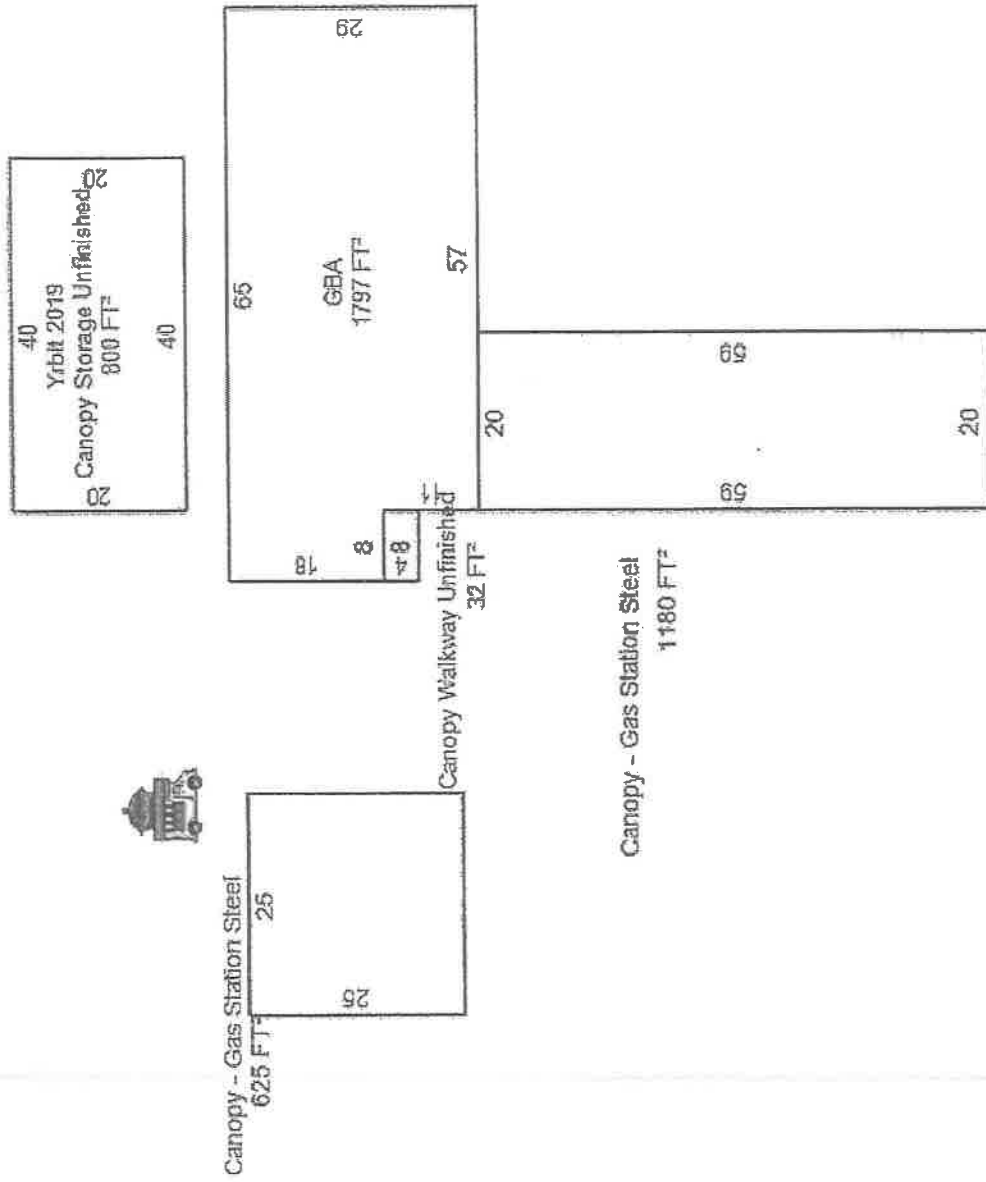 40
Yrblt 2019
Canopy Storage Unfinished
800 FT²
20
20
40
65
29
GBA
1797 FT²
57
18
8
4
8
11
Canopy Walkway Unfinished
32 FT²
20
59
59
20
Canopy - Gas Station Steel
1180 FT²
Canopy - Gas Station Steel
625 FT²
25
25